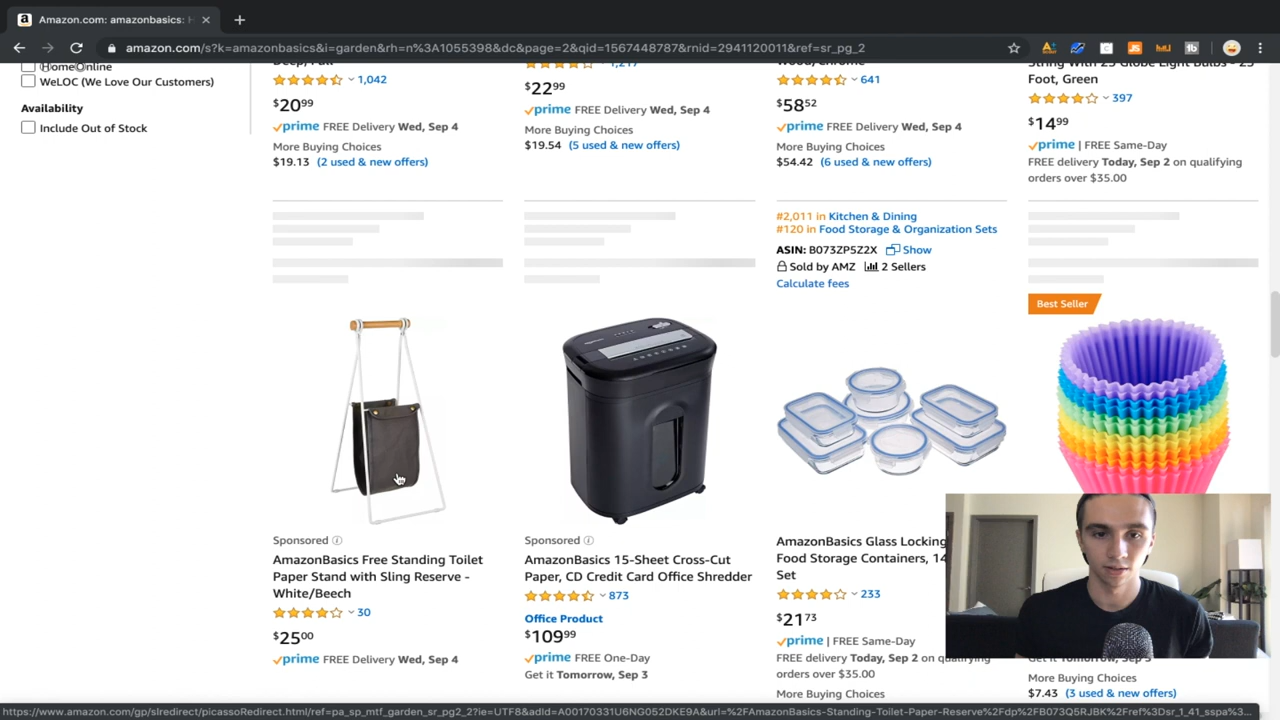 Amazon.com: amazonbasics: H
amazon.com/s?k=amazonbasics&i=garden&rh=n%3A1055398&dc&page=2&qid=1567448787&rnid=2941120011&ref=sr_pg_2
HomeOnline
WeLOC (We Love Our Customers)
Availability
Include Out of Stock
1,042
$20.99
prime FREE Delivery Wed, Sep 4
More Buying Choices
$19.13 (2 used & new offers)
1,217
$22.99
prime FREE Delivery Wed, Sep 4
More Buying Choices
$19.54 (5 used & new offers)
641
$58.52
prime FREE Delivery Wed, Sep 4
More Buying Choices
$54.42 (6 used & new offers)
String With 25 Globe Light Bulbs - 25
Foot, Green
397
$14.99
prime | FREE Same-Day
FREE delivery Today, Sep 2 on qualifying
orders over $35.00
#2,011 in Kitchen & Dining
#120 in Food Storage & Organization Sets
ASIN: B073ZP5Z2X Show
Sold by AMZ 2 Sellers
Calculate fees
Best Seller
Sponsored
AmazonBasics Free Standing Toilet
Paper Stand with Sling Reserve -
White/Beech
30
$25.00
prime FREE Delivery Wed, Sep 4
Sponsored
AmazonBasics 15-Sheet Cross-Cut
Paper, CD Credit Card Office Shredder
873
Office Product
$109.99
prime FREE One-Day
Get it Tomorrow, Sep 3
AmazonBasics Glass Locking
Food Storage Containers, 14
Set
233
$21.73
prime | FREE Same-Day
FREE delivery Today, Sep 2 on qualifying
orders over $35.00
More Buying Choices
Get it Tomorrow, Sep 3
More Buying Choices
$7.43 (3 used & new offers)
https://www.amazon.com/gp/slredirect/picassoRedirect.html/ref=pa_sp_mtf_garden_sr_pg2_2?ie=UTF8&adId=A00170331U6NG052DKE9A&url=%2FAmazonBasics-Standing-Toilet-Paper-Reserve%2Fdp%2FB073Q5RJBK%2Fref%3Dsr_1_41_sspa%3...